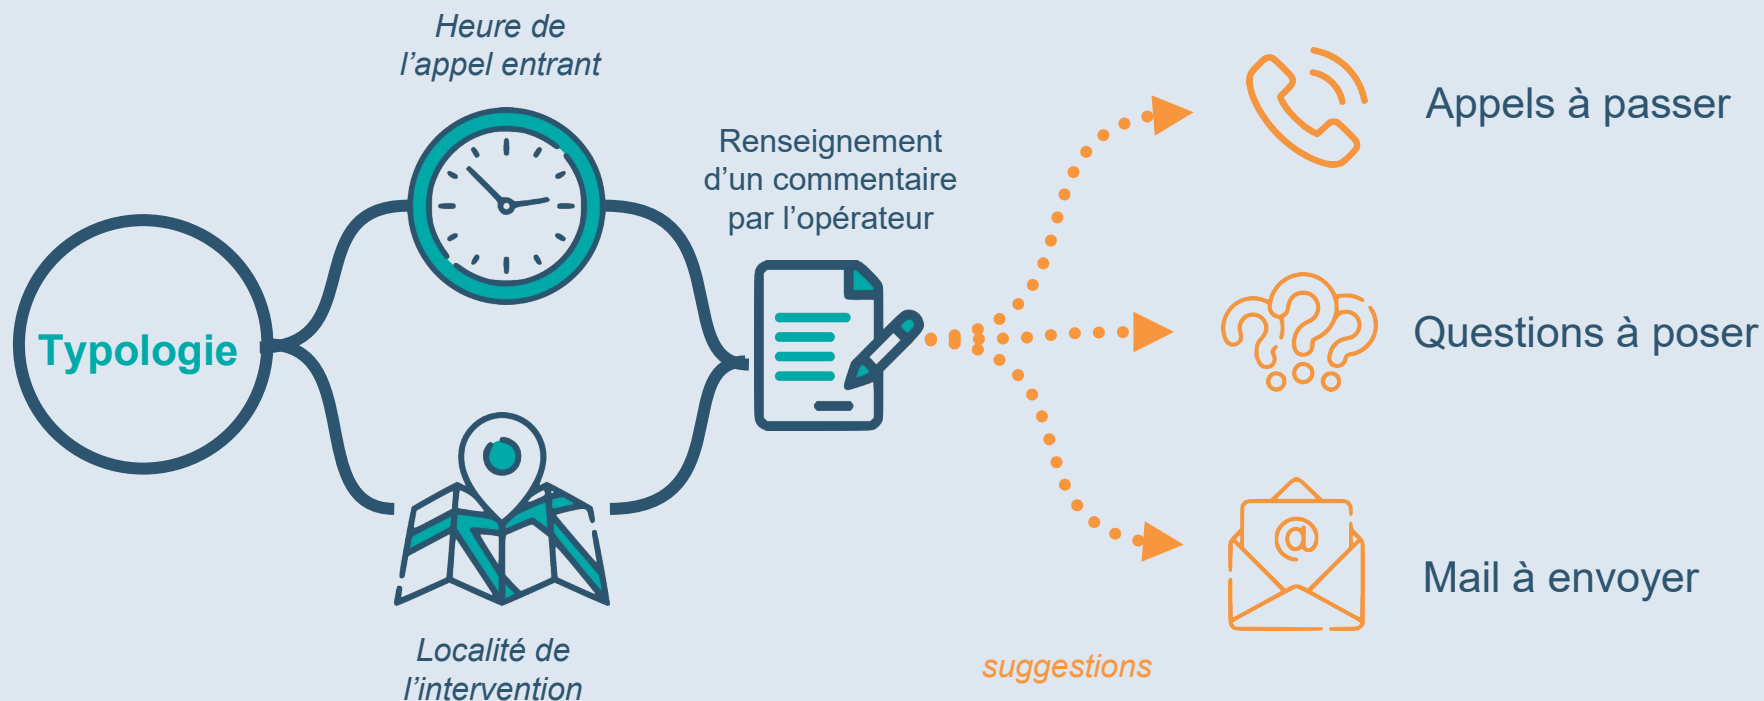 Heure de
l’appel entrant
Typologie
Localité de
l’intervention
Renseignement
d’un commentaire
par l’opérateur
suggestions
Appels à passer
Questions à poser
@
Mail à envoyer